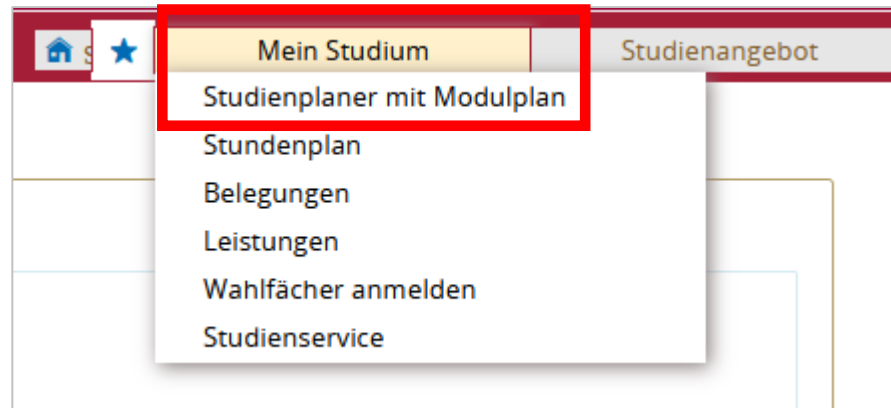 Mein Studium
Studienangebot
Studienplaner mit Modulplan
Stundenplan
Belegungen
Leistungen
Wahlfächer anmelden
Studienservice